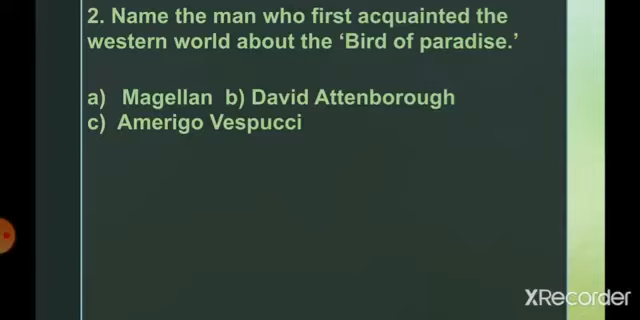 2. Name the man who first acquainted the
western world about the ‘Bird of paradise.’
a) Magellan b) David Attenborough
c) Amerigo Vespucci
XRecorder